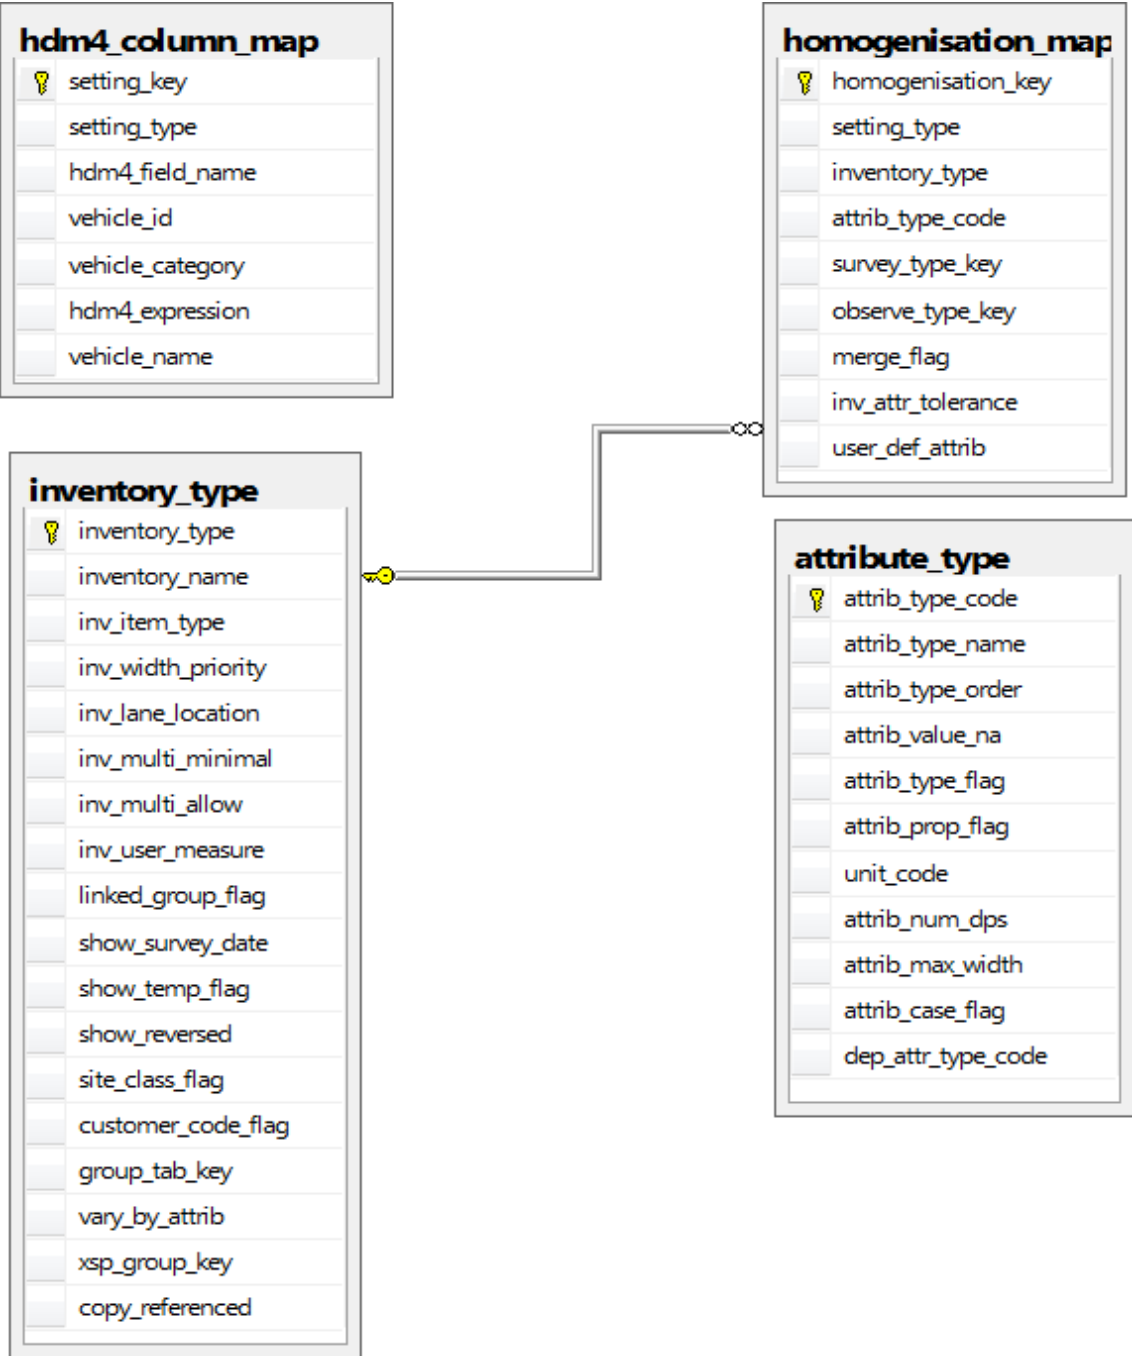 hdm4_column_map
setting_key
setting_type
hdm4_field_name
vehicle_id
vehicle_category
hdm4_expression
vehicle_name
homogenisation_map
homogenisation_key
setting_type
inventory_type
attrib_type_code
survey_type_key
observe_type_key
merge_flag
inv_attr_tolerance
user_def_attrib
inventory_type
inventory_type
inventory_name
inv_item_type
inv_width_priority
inv_lane_location
inv_multi_minimal
inv_multi_allow
inv_user_measure
linked_group_flag
show_survey_date
show_temp_flag
show_reversed
site_class_flag
customer_code_flag
group_tab_key
vary_by_attrib
xsp_group_key
copy_referenced
attribute_type
attrib_type_code
attrib_type_name
attrib_type_order
attrib_value_na
attrib_type_flag
attrib_prop_flag
unit_code
attrib_num_dps
attrib_max_width
attrib_case_flag
dep_attr_type_code